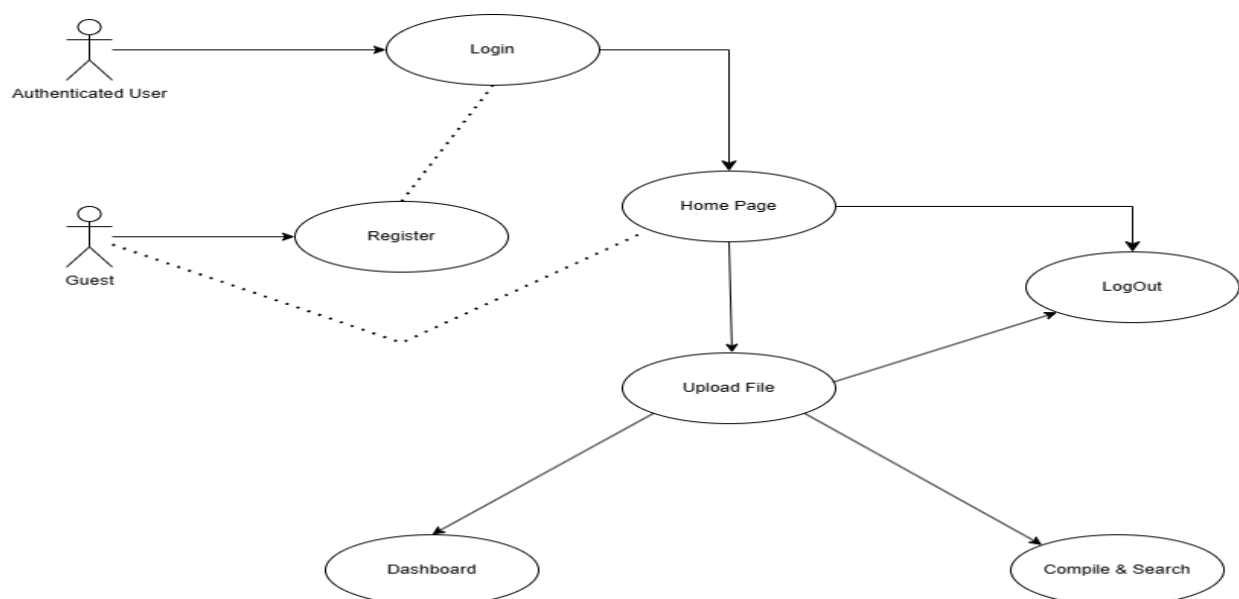 Login
Authenticated User
Home Page
Register
Guest
LogOut
Upload File
Dashboard
Compile & Search